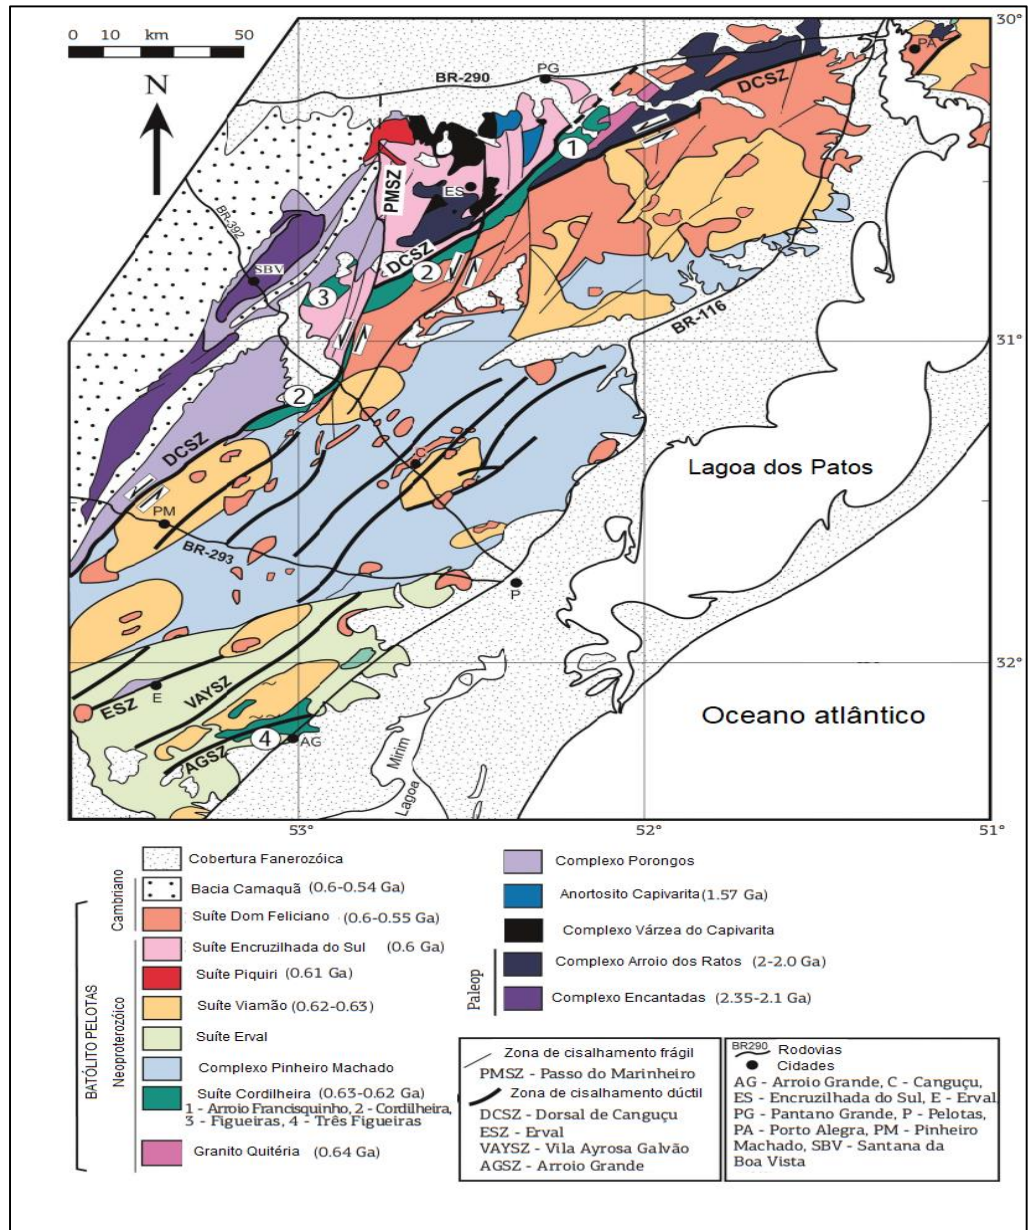 0 10 km 50
30°
N
BR-290
PG
PA
DCSZ
1
PMSZ
ES
BR-392
SBV
DCSZ
2
3
BR-116
31°
2
DCSZ
C
Lagoa dos Patos
PM
BR-293
P
32°
VAYSZ
ESZ
E
Oceano atlântico
4
AG
AGSZ
Mirim
Lagoa
53°
52°
51°
Cobertura Fanerozóica
Bacia Camaquã (0.6-0.54 Ga)
Suíte Dom Feliciano (0.6-0.55 Ga)
Suíte Encruzilhada do Sul (0.6 Ga)
Suíte Piquiri (0.61 Ga)
Suíte Viamão (0.62-0.63)
Suíte Erval
Complexo Pinheiro Machado
Suíte Cordilheira (0.63-0.62 Ga)
1 - Arroio Francisquinho, 2 - Cordilheira,
3 - Figueiras, 4 - Três Figueiras
Granito Quitéria (0.64 Ga)
BATÓLITO PELOTAS
Cambriano
Neoproterozóico
Complexo Porongos
Anortosito Capivarita (1.57 Ga)
Complexo Várzea do Capivarita
Complexo Arroio dos Ratos (2-2.0 Ga)
Complexo Encantadas (2.35-2.1 Ga)
Paleop
Zona de cisalhamento frágil
PMSZ - Passo do Marinheiro
Zona de cisalhamento dúctil
DCSZ - Dorsal de Canguçu
ESZ - Erval
VAYSZ - Vila Ayrosa Galvão
AGSZ - Arroio Grande
BR290 Rodovias
Cidades
AG - Arroio Grande, C - Canguçu,
ES - Encruzilhada do Sul, E - Erval
PG - Pantano Grande, P - Pelotas,
PA - Porto Alegra, PM - Pinheiro
Machado, SBV - Santana da
Boa Vista